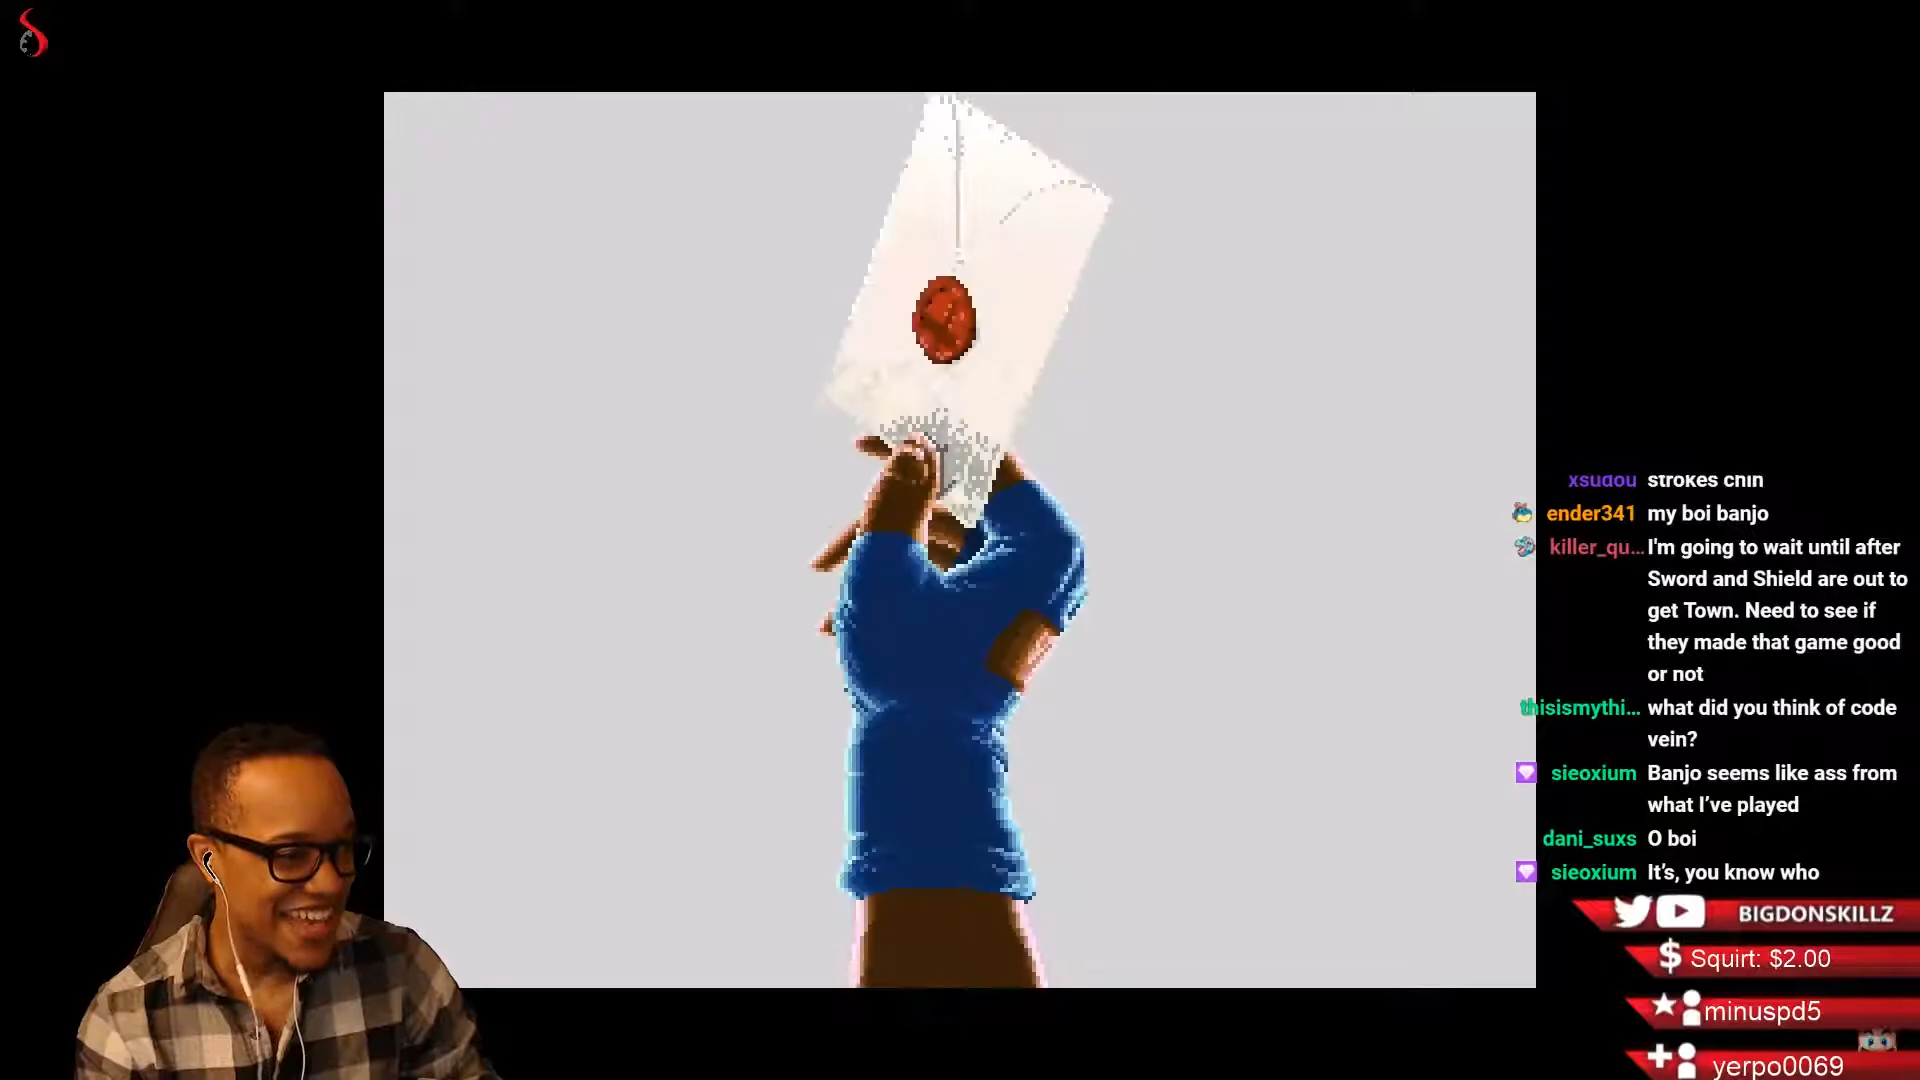 xsudou strokes chin
ender341 my boi banjo
killer_qu... I'm going to wait until after
Sword and Shield are out to
get Town. Need to see if
they made that game good
or not
thisismythi... what did you think of code
vein?
sieoxium Banjo seems like ass from
what I've played
dani_suxs O boi
sieoxium It's, you know who
BIGDONSKILLZ
$ Squirt: $2.00
minuspd5
yerpo0069